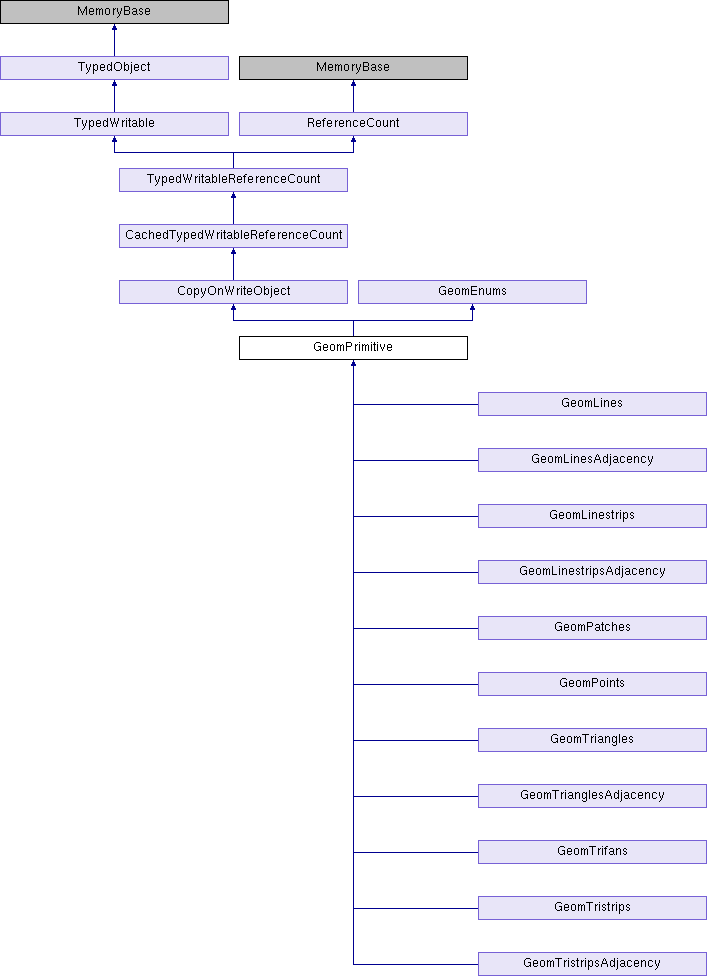 MemoryBase
TypedObject
MemoryBase
TypedWritable
ReferenceCount
TypedWritableReferenceCount
CachedTypedWritableReferenceCount
CopyOnWriteObject
GeomEnums
GeomPrimitive
GeomLines
GeomLinesAdjacency
GeomLinestrips
GeomLinestripsAdjacency
GeomPatches
GeomPoints
GeomTriangles
GeomTrianglesAdjacency
GeomTrifans
GeomTristrips
GeomTristripsAdjacency